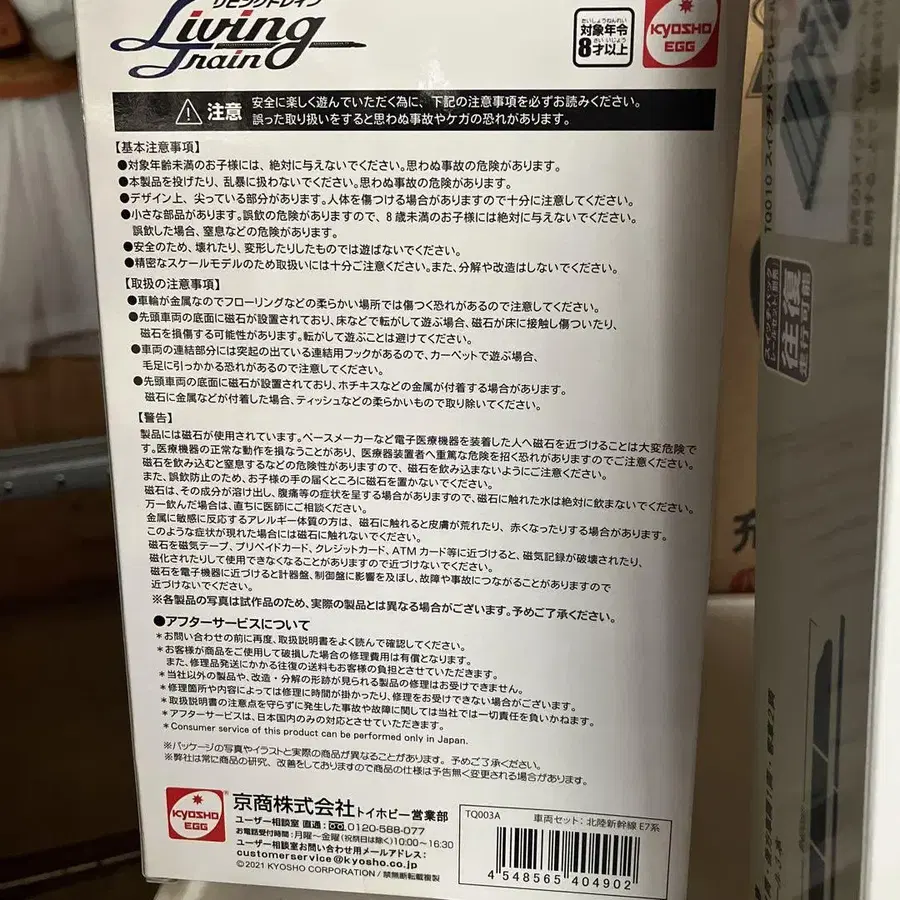 リビングトレイン
Living
Train
たいしょうねんれい
対象年令
さいいじょう
8才以上
KYOSHO
EGG
注意
安全に楽しく遊んでいただく為に、下記の注意事項を必ずお読みください。
誤った取り扱いをすると思わぬ事故やケガの恐れがあります。
【基本注意事項】
●対象年齢未満のお子様には、絶対に与えないでください。思わぬ事故の危険があります。
●本製品を投げたり、乱暴に扱わないでください。思わぬ事故の危険があります。
●デザイン上、尖っている部分があります。人体を傷つける場合がありますので十分に注意してください。
●小さな部品があります。誤飲の危険がありますので、8歳未満のお子様には絶対に与えないでください。
誤飲した場合、窒息などの危険があります。
●安全のため、壊れたり、変形したりしたものでは遊ばないでください。
●精密なスケールモデルのため取扱いには十分ご注意ください。また、分解や改造はしないでください。
【取扱の注意事項】
●車輪が金属なのでフローリングなどの柔らかい場所では傷つく恐れがあるので注意してください。
●先頭車両の底面に磁石が設置されており、床などで転がして遊ぶ場合、磁石が床に接触し傷ついたり、
磁石を損傷する可能性があります。転がして遊ぶことは避けてください。
●車両の連結部分には突起の出ている連結用フックがあるので、カーペットで遊ぶ場合、
毛足に引っかかる恐れがあるので注意してください。
●先頭車両の底面に磁石が設置されており、ホチキスなどの金属が付着する場合があります。
磁石に金属などが付着した場合、ティッシュなどの柔らかいもので取り除いてください。
【警告】
製品には磁石が使用されています。ペースメーカーなど電子医療機器を装着した人へ磁石を近づけることは大変危険で
す。医療機器の正常な動作を損なうことがあり、医療器装置者へ重篤な危険を招く恐れがありますのでご注意ください。
磁石を飲み込むと窒息するなどの危険性がありますので、磁石を飲み込まないようにご注意ください。
また、誤飲防止のため、お子様の手の届くところに磁石を置かないでください。
磁石は、その成分が溶け出し、腹痛等の症状を呈する場合がありますので、磁石に触れた水は絶対に飲まないでください。
万一飲んだ場合は、直ちに医師にご相談ください。
金属に敏感に反応するアレルギー体質の方は、磁石に触れると皮膚が荒れたり、赤くなったりする場合があります。
このような症状が現れた場合には磁石に触れないでください。
磁石を磁気テープ、プリペイドカード、クレジットカード、ATMカード等に近づけると、磁気記録が破壊されたり、
磁化されたりして使用できなくなることがありますので近づけないでください。
磁石を電子機器に近づけると計器盤、制御盤に影響を及ぼし、故障や事故につながることがありますので
近づけないでください。
※各製品の写真は試作品のため、実際の製品とは異なる場合がございます。予めご了承ください。
●アフターサービスについて
＊お問い合わせの前に再度、取扱説明書をよく読んで確認してください。
＊お客様が商品をご使用して破損した場合の修理費用は有償となります。
また、修理品発送にかかる往復の送料もお客様の負担とさせていただきます。
＊当社以外の製品や、改造・分解の形跡が見られる製品の修理はお受けできません。
＊修理箇所や内容によっては修理に時間が掛かったり、修理をお受けできない場合がございます。
＊取扱説明書の注意点を守らずに発生した事故や故障に関しては当社では一切責任を負いかねます。
＊アフターサービスは、日本国内のみの対応とさせていただきます。
＊Consumer service of this product can be performed only in Japan.
※パッケージの写真やイラストと実際の商品が異なることがあります。予めご了承ください。
※弊社は常に商品の研究、改善をしておりますので商品の仕様は予告無く変更される場合があります。
KYOSHO
EGG
京商株式会社トイホビー営業部
ユーザー相談室 直通：0120-588-077
お電話受付時間：月曜〜金曜（祝祭日は除く）10:00〜16:30
ユーザー相談室お問い合わせ用メールアドレス：
customerservice@kyosho.co.jp
©2021 KYOSHO CORPORATION / 禁無断転載複製
TQ003A
車両セット：北陸新幹線 E7系
4 548565 404902
TQ010 スイッチバックレ
スイッチバック
レールセット(別売)
往復
走行可能